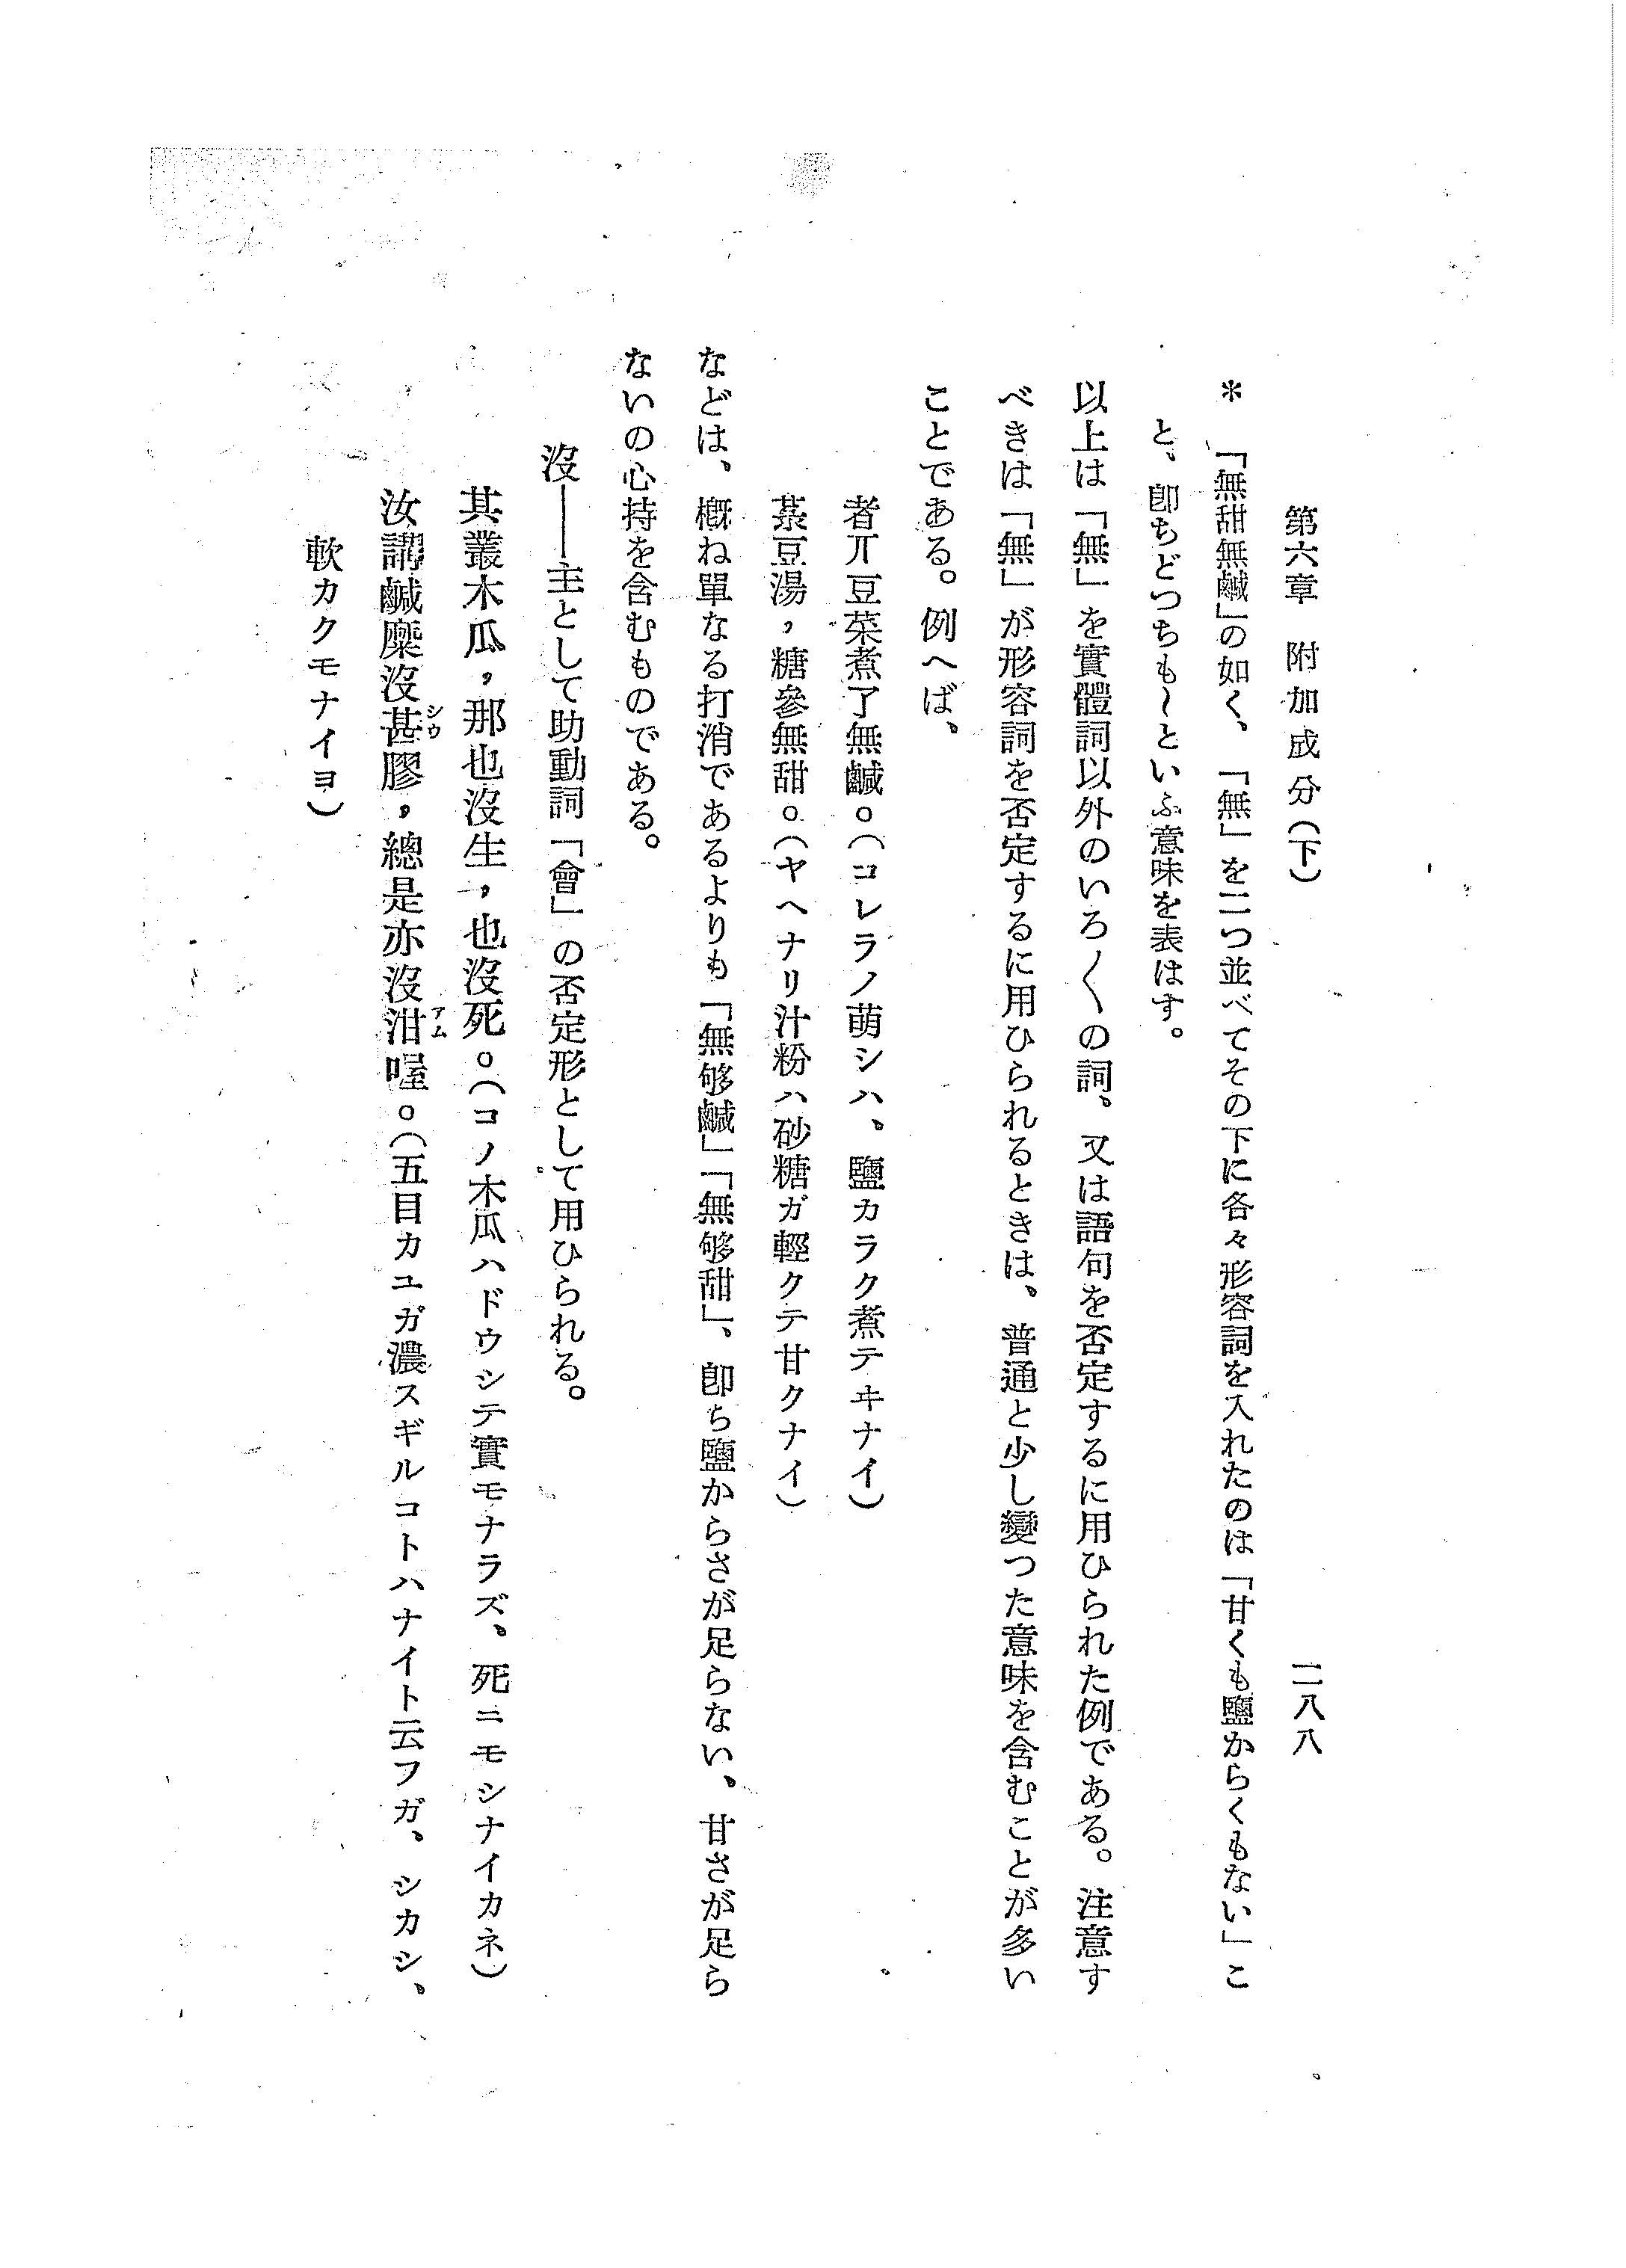 第六章　附加成分（下）　二八八
＊　「無甜無鹹」の如く、「無」を二つ並べてその下に各々形容詞を入れたのは「甘くも鹽からくもない」こ
と、卽ちどつちも〜といふ意味を表はす。
以上は「無」を實體詞以外のいろ〱の詞、又は語句を否定するに用ひられた例である。注意す
べきは「無」が形容詞を否定するに用ひられるときは、普通と少し變つた意味を含むことが多い
ことである。例へば、
者丌豆菜煮了無鹹。（コレラノ萌シハ、鹽カラク煮テヰナイ）
菉豆湯，糖參無甜。（ヤヘナリ汁粉ハ砂糖ガ輕クテ甘クナイ）
などは、槪ね單なる打消であるよりも「無够鹹」「無够甜」、卽ち鹽からさが足らない、甘さが足ら
ないの心持を含むものである。
沒――主として助動詞「會」の否定形として用ひられる。
其叢木瓜，那也沒生，也沒死。（コノ木瓜ハドウシテ實モナラズ、死ニモシナイカネ）
汝講鹹糜沒甚シウ膠，總是亦沒泔アム喔。（五目カユガ濃スギルコトハナイト云フガ、シカシ、
軟カクモナイヨ）